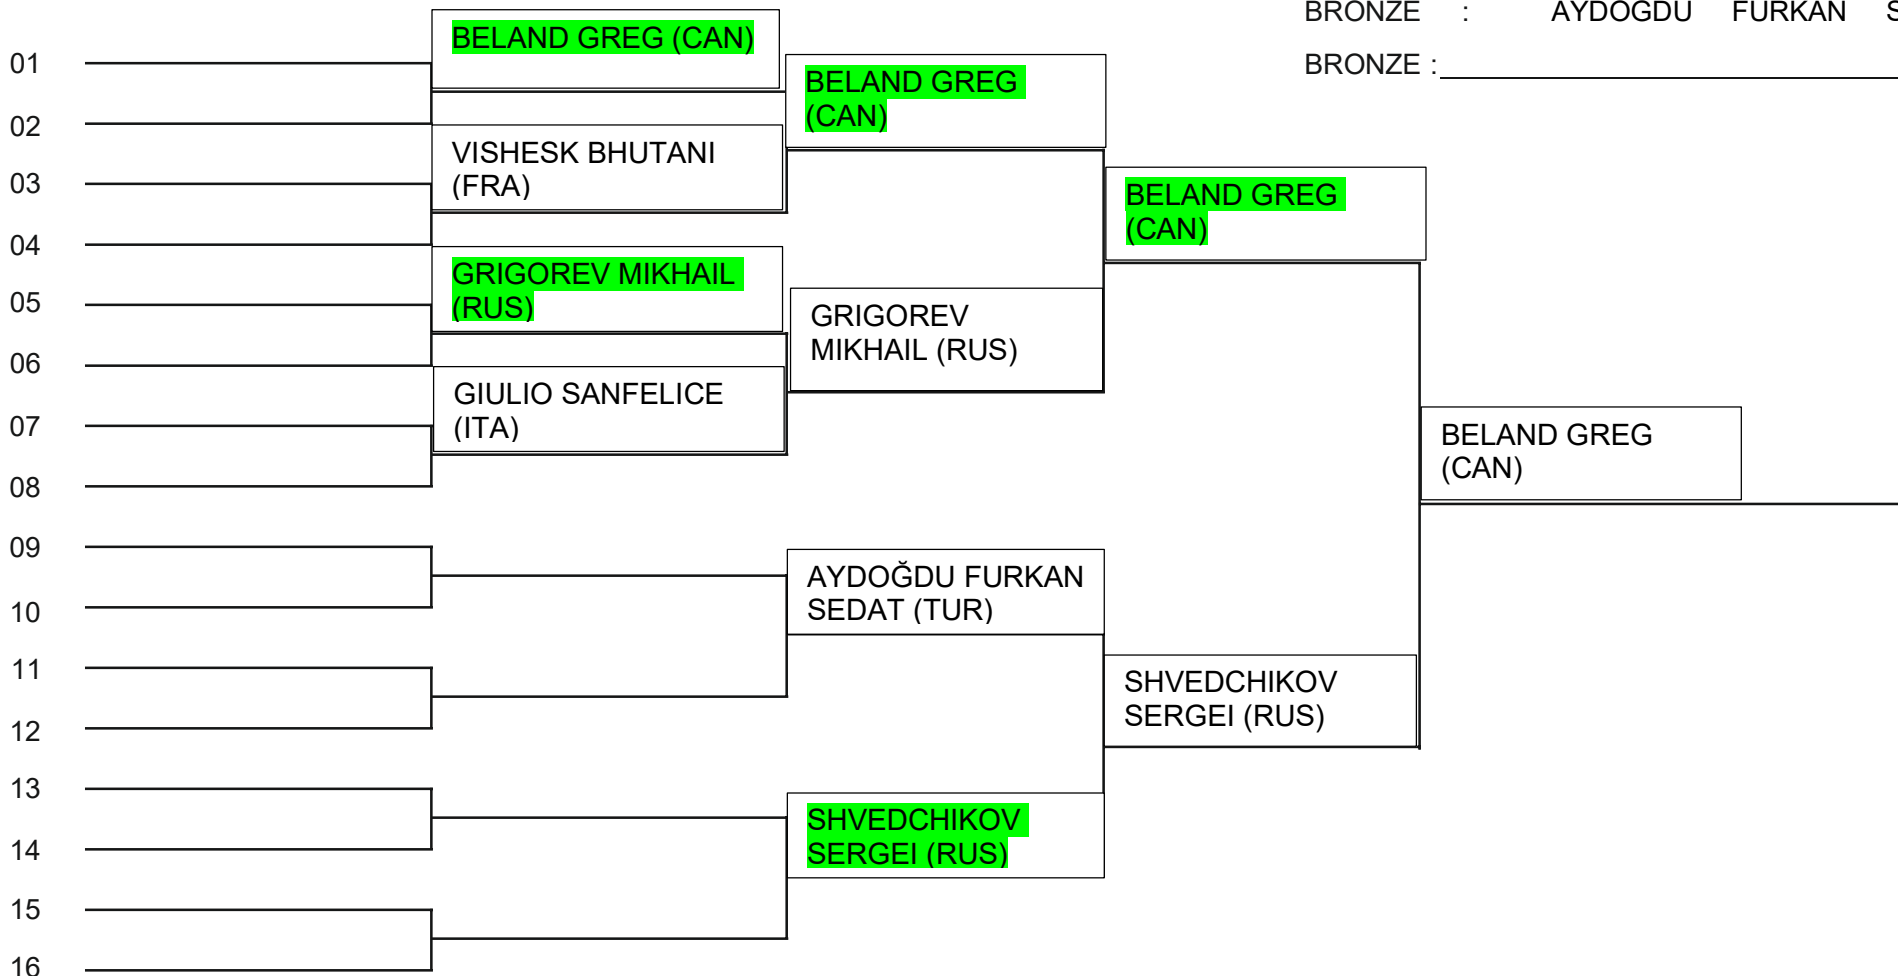 BRONZE : AYDOGDU FURKAN S
BRONZE :
BELAND GREG (CAN)
01
BELAND GREG
(CAN)
02
VISHESK BHUTANI
(FRA)
03
BELAND GREG
(CAN)
04
GRIGOREV MIKHAIL
(RUS)
05
GRIGOREV
MIKHAIL (RUS)
06
GIULIO SANFELICE
(ITA)
07
BELAND GREG
(CAN)
08
09
AYDOĞDU FURKAN
SEDAT (TUR)
10
11
SHVEDCHIKOV
SERGEI (RUS)
12
13
SHVEDCHIKOV
SERGEI (RUS)
14
15
16